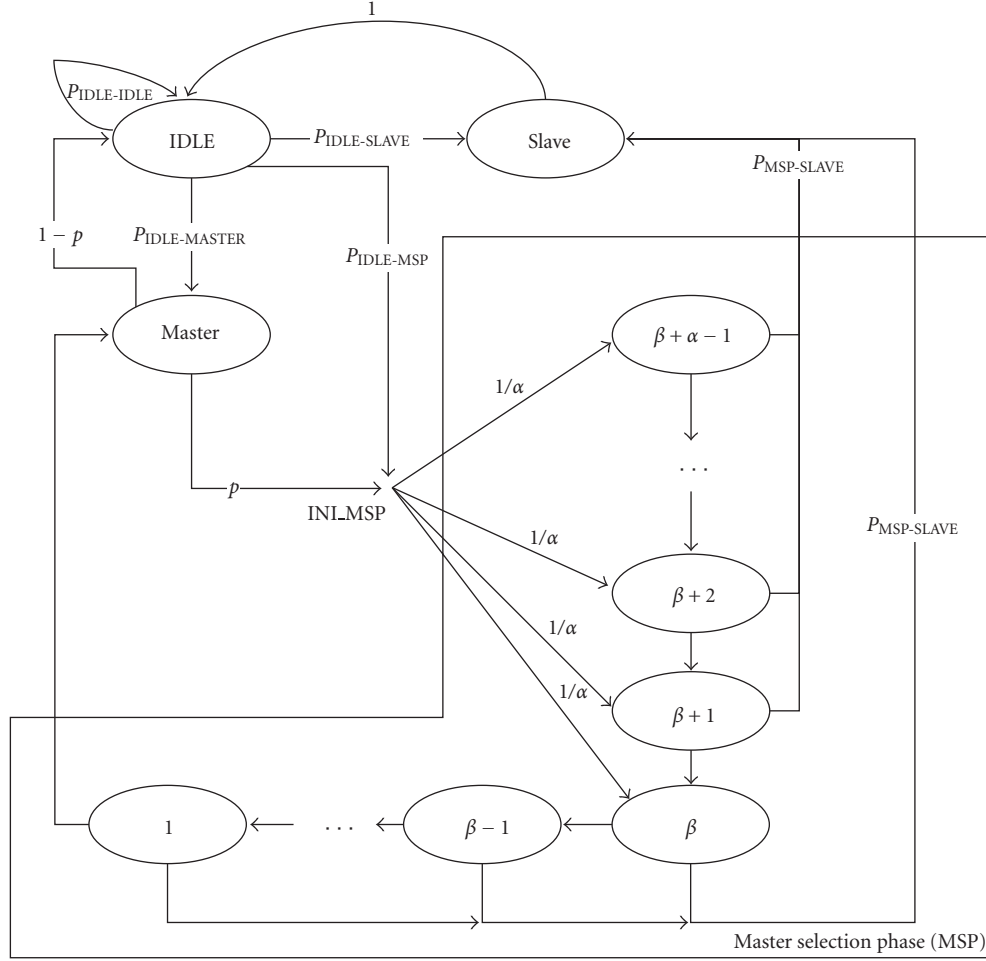 1
P_IDLE-IDLE
IDLE
P_IDLE-SLAVE
Slave
P_MSP-SLAVE
1 − p
P_IDLE-MASTER
P_IDLE-MSP
Master
β + α − 1
1/α
. . .
p
INI_MSP
P_MSP-SLAVE
1/α
β + 2
1/α
1/α
β + 1
1
. . .
β − 1
β
Master selection phase (MSP)